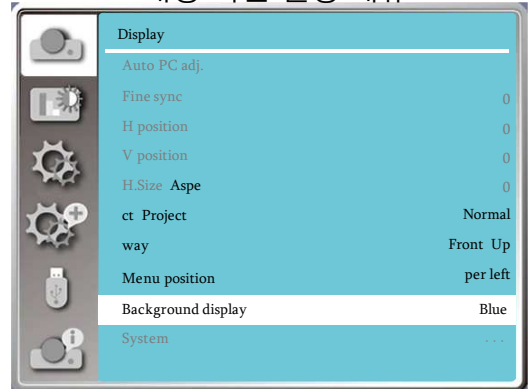 Display
Auto PC adj.
Fine sync 0
H position 0
V position 0
H.Size Aspe 0
ct Project Normal
way Front Up
Menu position per left
Background display Blue
System ...